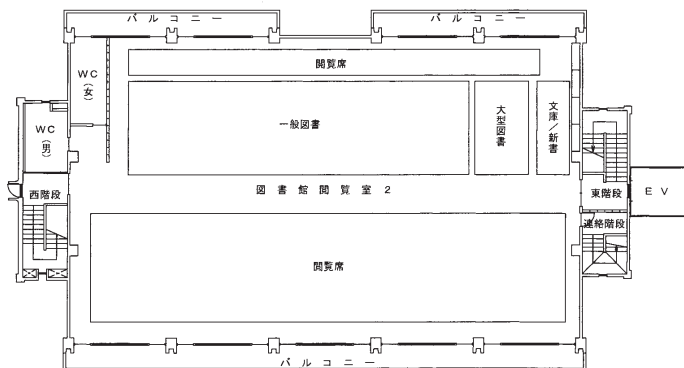 バルコニー
バルコニー
閲覧席
WC
(女)
一般図書
大型図書
文庫/新書
WC
(男)
西階段
図書館閲覧室2
東階段
EV
連絡階段
閲覧席
バルコニー